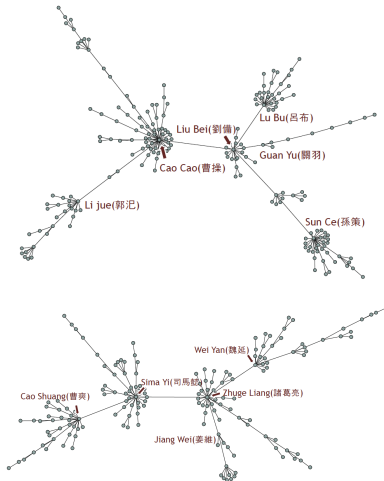 Lu Bu(呂布)
Liu Bei(劉備)
Guan Yu(關羽)
Cao Cao(曹操)
Li jue(郭汜)
Sun Ce(孫策)
Wei Yan(魏延)
Sima Yi(司馬懿)
Cao Shuang(曹爽)
Zhuge Liang(諸葛亮)
Jiang Wei(姜維)